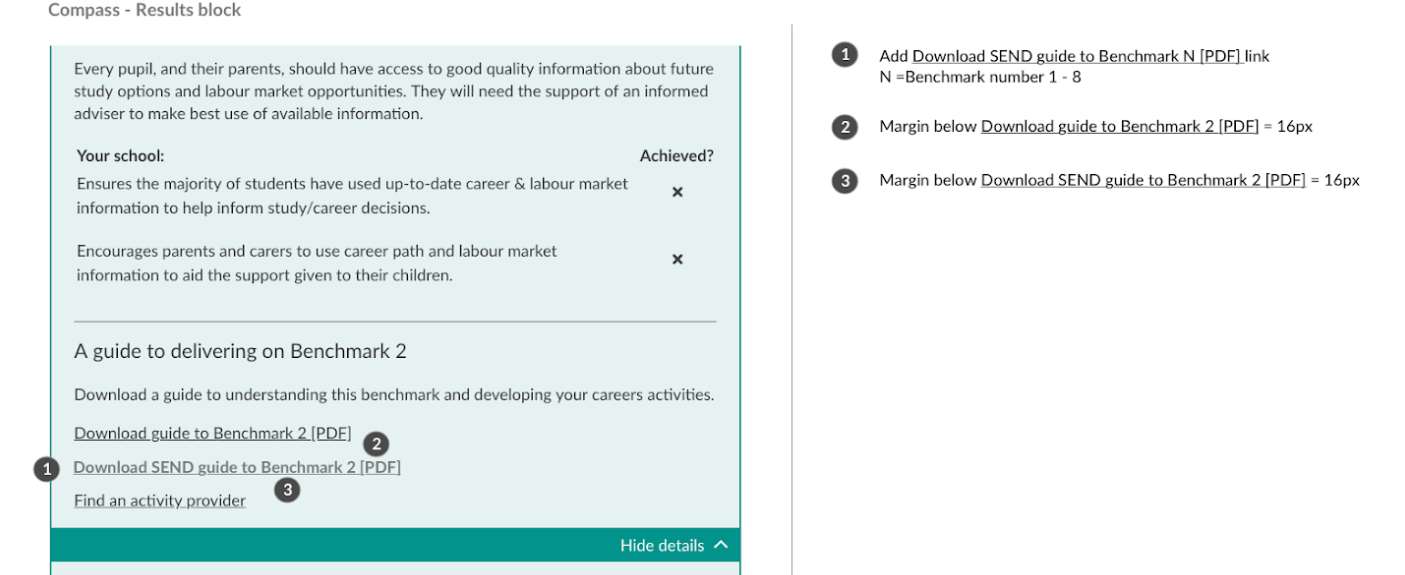 Compass - Results block
Every pupil, and their parents, should have access to good quality information about future
study options and labour market opportunities. They will need the support of an informed
adviser to make best use of available information.
Your school: Achieved?
Ensures the majority of students have used up-to-date career & labour market
information to help inform study/career decisions.
Encourages parents and carers to use career path and labour market
information to aid the support given to their children.
A guide to delivering on Benchmark 2
Download a guide to understanding this benchmark and developing your careers activities.
Download guide to Benchmark 2 [PDF]
2
1 Download SEND guide to Benchmark 2 [PDF]
3
Find an activity provider
Hide details
1 Add Download SEND guide to Benchmark N [PDF] link
N =Benchmark number 1 - 8
2 Margin below Download guide to Benchmark 2 [PDF] = 16px
3 Margin below Download SEND guide to Benchmark 2 [PDF] = 16px